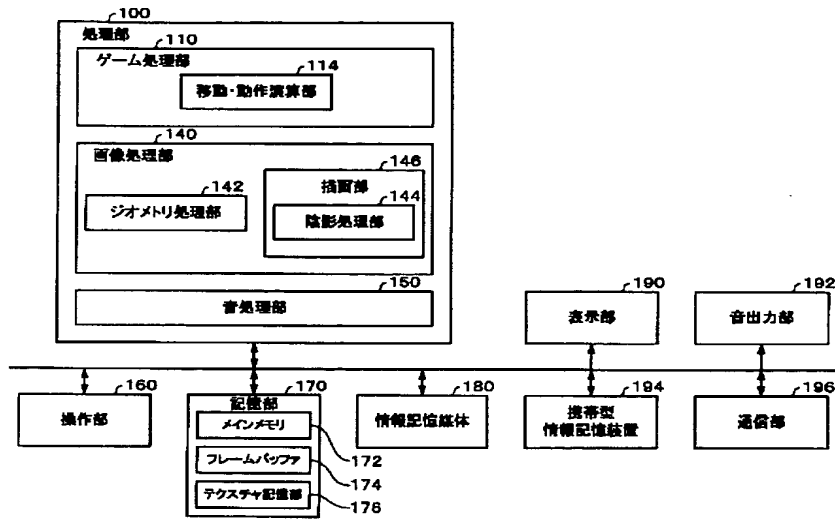 100
処理部
110
ゲーム処理部
114
移動・動作演算部
140
画像処理部
146
描画部
142
ジオメトリ処理部
144
陰影処理部
150
音処理部
190
表示部
192
音出力部
160
操作部
170
記憶部
メインメモリ
172
フレームバッファ
174
テクスチャ記憶部
176
180
情報記憶媒体
194
携帯型
情報記憶装置
196
通信部